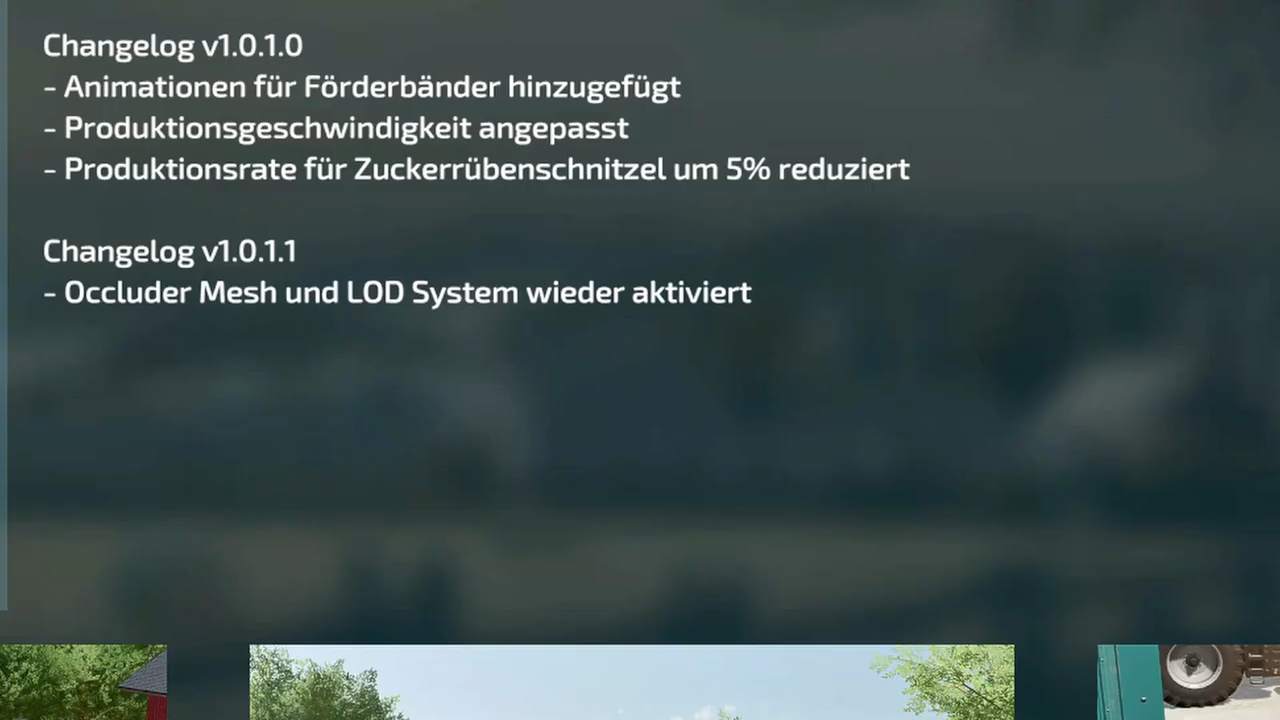 Changelog v1.0.1.0
- Animationen für Förderbänder hinzugefügt
- Produktionsgeschwindigkeit angepasst
- Produktionsrate für Zuckerrübenschnitzel um 5% reduziert
Changelog v1.0.1.1
- Occluder Mesh und LOD System wieder aktiviert